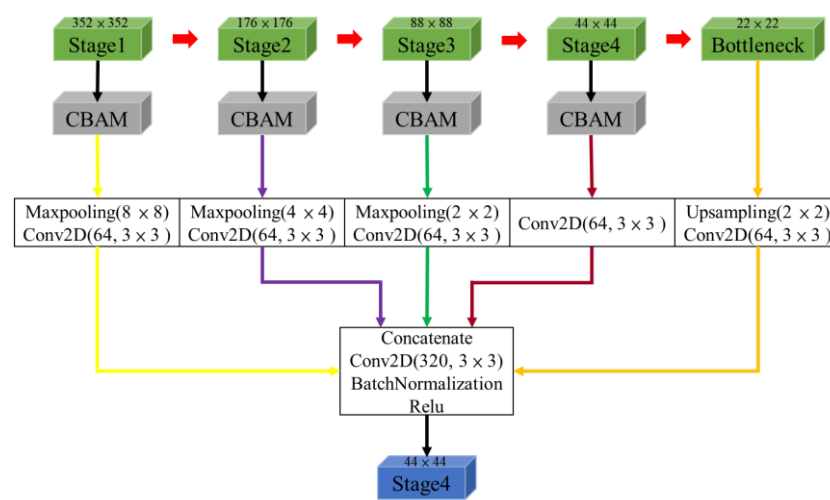 352 × 352
Stage1
176 × 176
Stage2
88 × 88
Stage3
44 × 44
Stage4
22 × 22
Bottleneck
CBAM
CBAM
CBAM
CBAM
Maxpooling(8 × 8)
Conv2D(64, 3 × 3 )
Maxpooling(4 × 4)
Conv2D(64, 3 × 3 )
Maxpooling(2 × 2)
Conv2D(64, 3 × 3 )
Conv2D(64, 3 × 3 )
Upsampling(2 × 2)
Conv2D(64, 3 × 3 )
Concatenate
Conv2D(320, 3 × 3)
BatchNormalization
Relu
44 × 44
Stage4